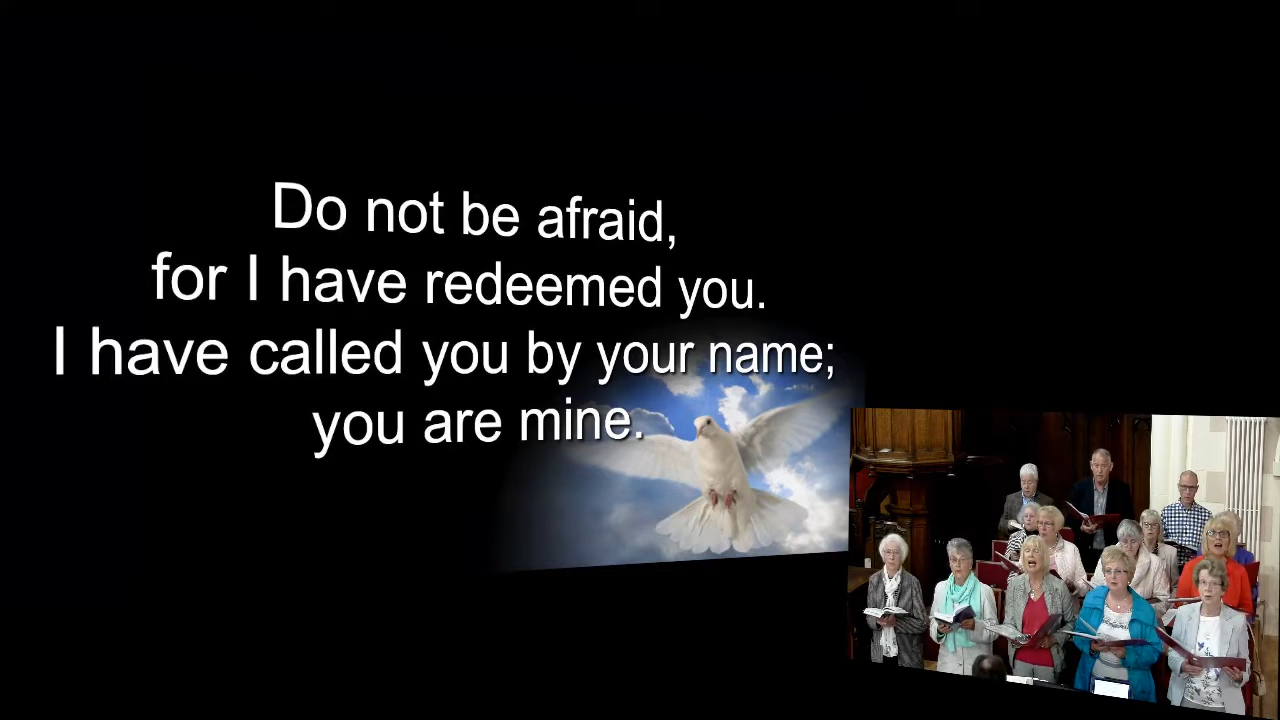 Do not be afraid,
for I have redeemed you.
I have called you by your name;
you are mine.